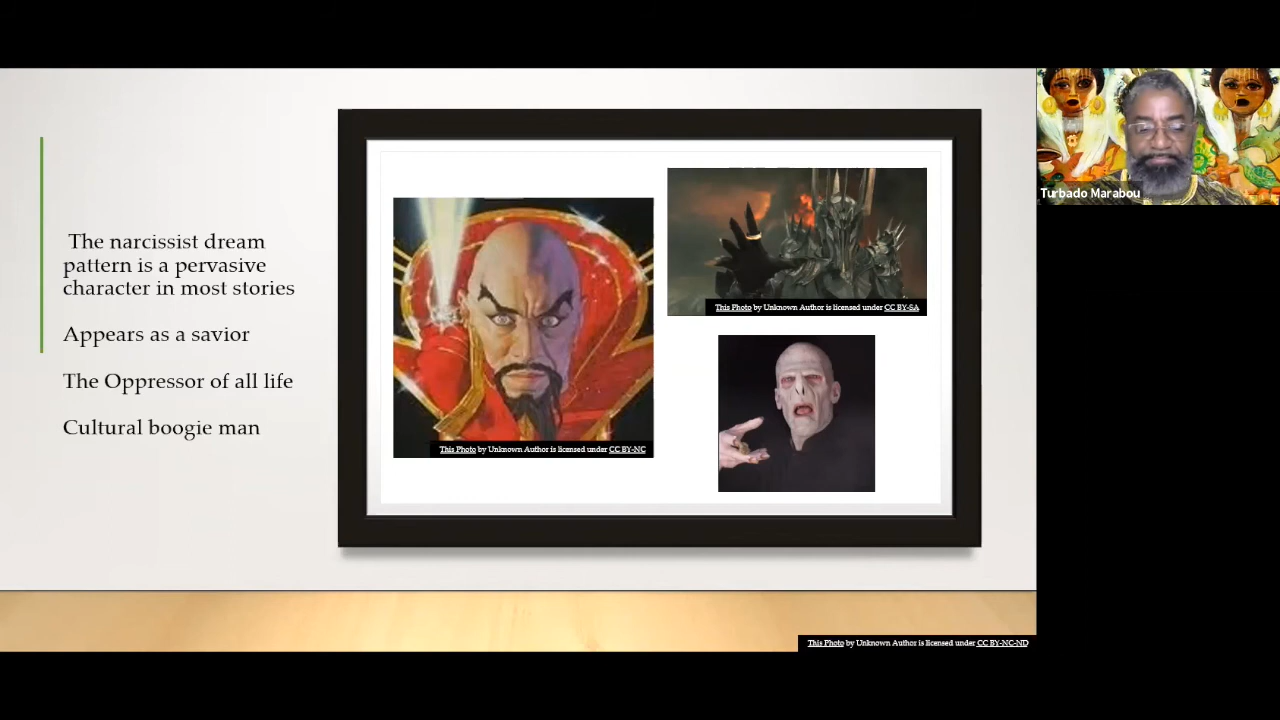 The narcissist dream
pattern is a pervasive
character in most stories
Appears as a savior
The Oppressor of all life
Cultural boogie man
This Photo by Unknown Author is licensed under CC BY-NC
This Photo by Unknown Author is licensed under CC BY-SA
This Photo by Unknown Author is licensed under CC BY-NC-ND
Turbado Marabou